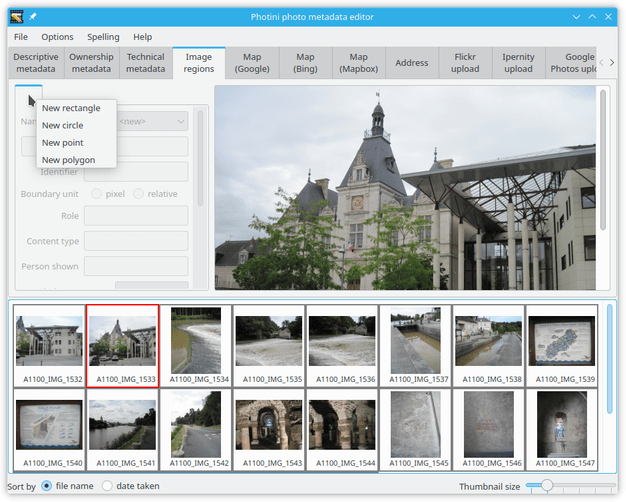 Photini photo metadata editor
File Options Spelling Help
Descriptive metadata
Ownership metadata
Technical metadata
Image regions
Map (Google)
Map (Bing)
Map (Mapbox)
Address
Flickr upload
Ipernity upload
Google Photos uplo
New rectangle
New circle
New point
New polygon
<new>
Identifier
Boundary unit pixel relative
Role
Content type
Person shown
A1100_IMG_1532 A1100_IMG_1533 A1100_IMG_1534 A1100_IMG_1535 A1100_IMG_1536 A1100_IMG_1537 A1100_IMG_1538 A1100_IMG_1539
A1100_IMG_1540 A1100_IMG_1541 A1100_IMG_1542 A1100_IMG_1543 A1100_IMG_1544 A1100_IMG_1545 A1100_IMG_1546 A1100_IMG_1547
Sort by file name date taken Thumbnail size